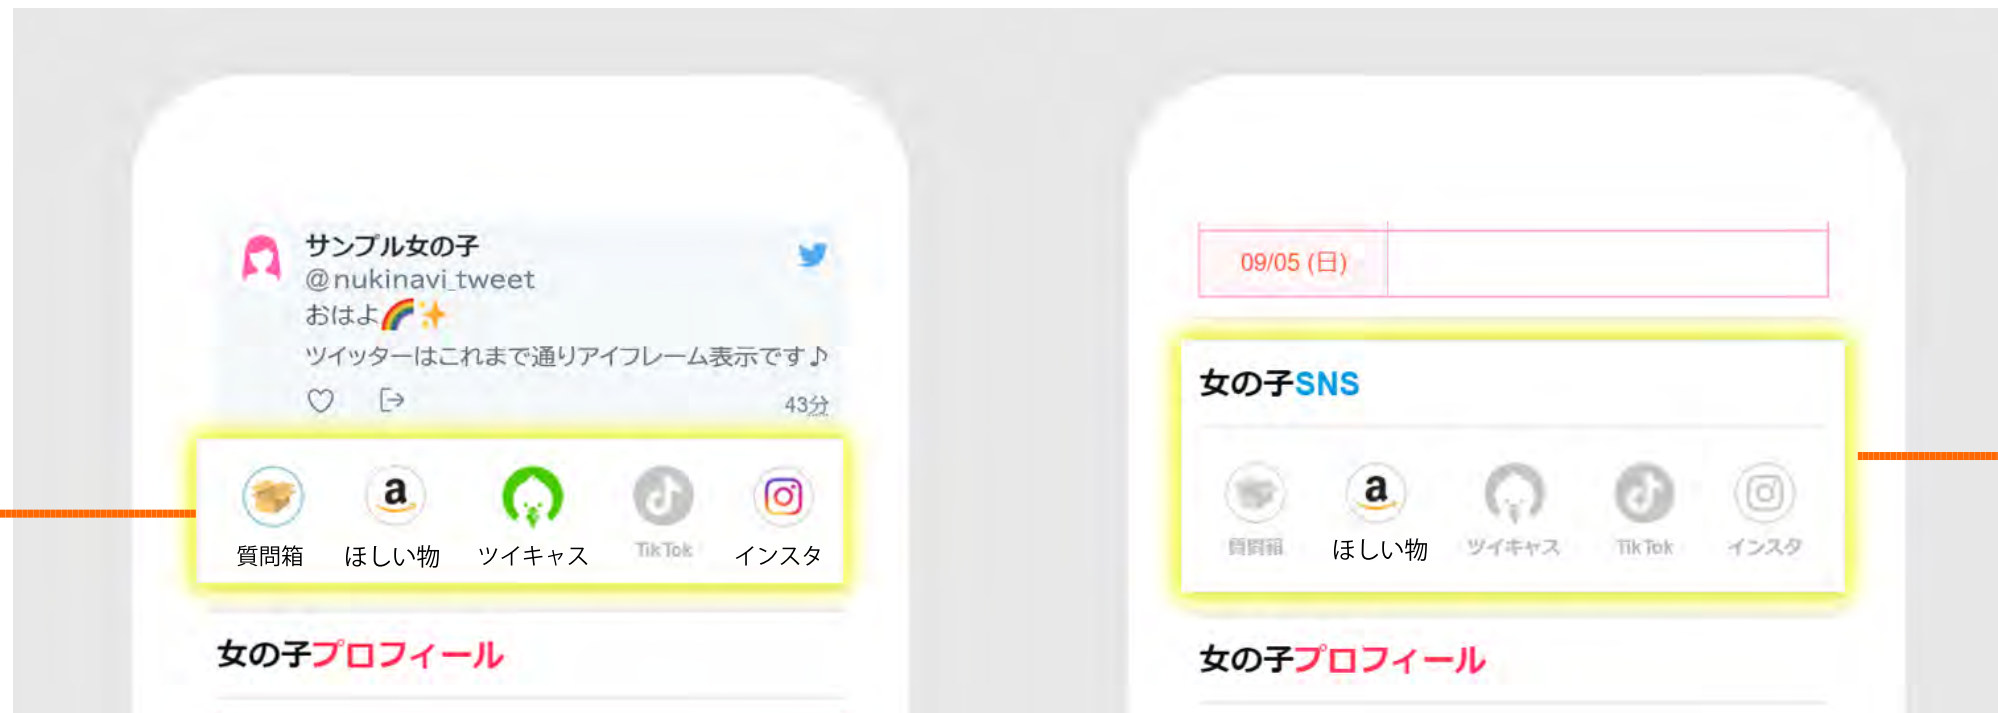 サンプル女の子
@nukinavi_tweet
おはよ🌈✨
ツイッターはこれまで通りアイフレーム表示です♪
43分
質問箱 ほしい物 ツイキャス TikTok インスタ
女の子プロフィール
09/05 (日)
女の子SNS
質問箱 ほしい物 ツイキャス TikTok インスタ
女の子プロフィール